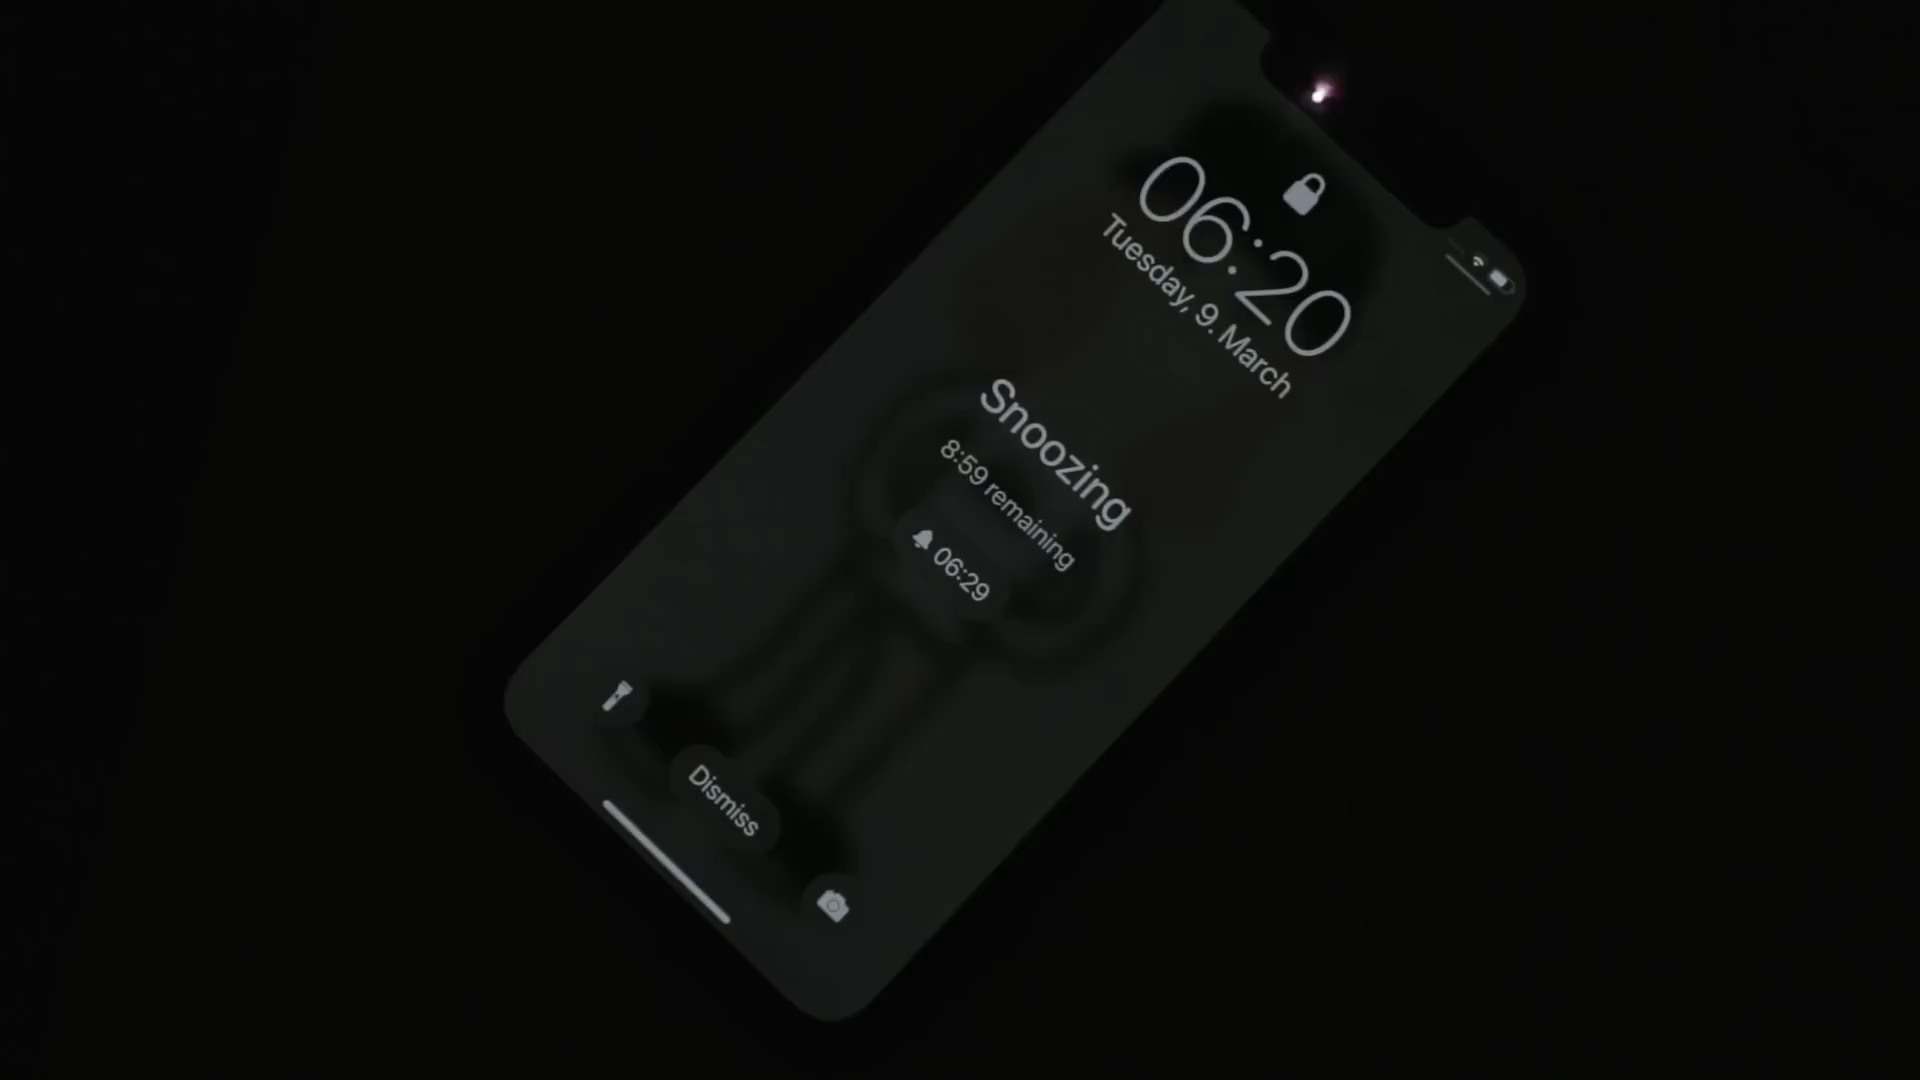 06:20
Tuesday, 9. March
Snoozing
8:59 remaining
06:29
Dismiss